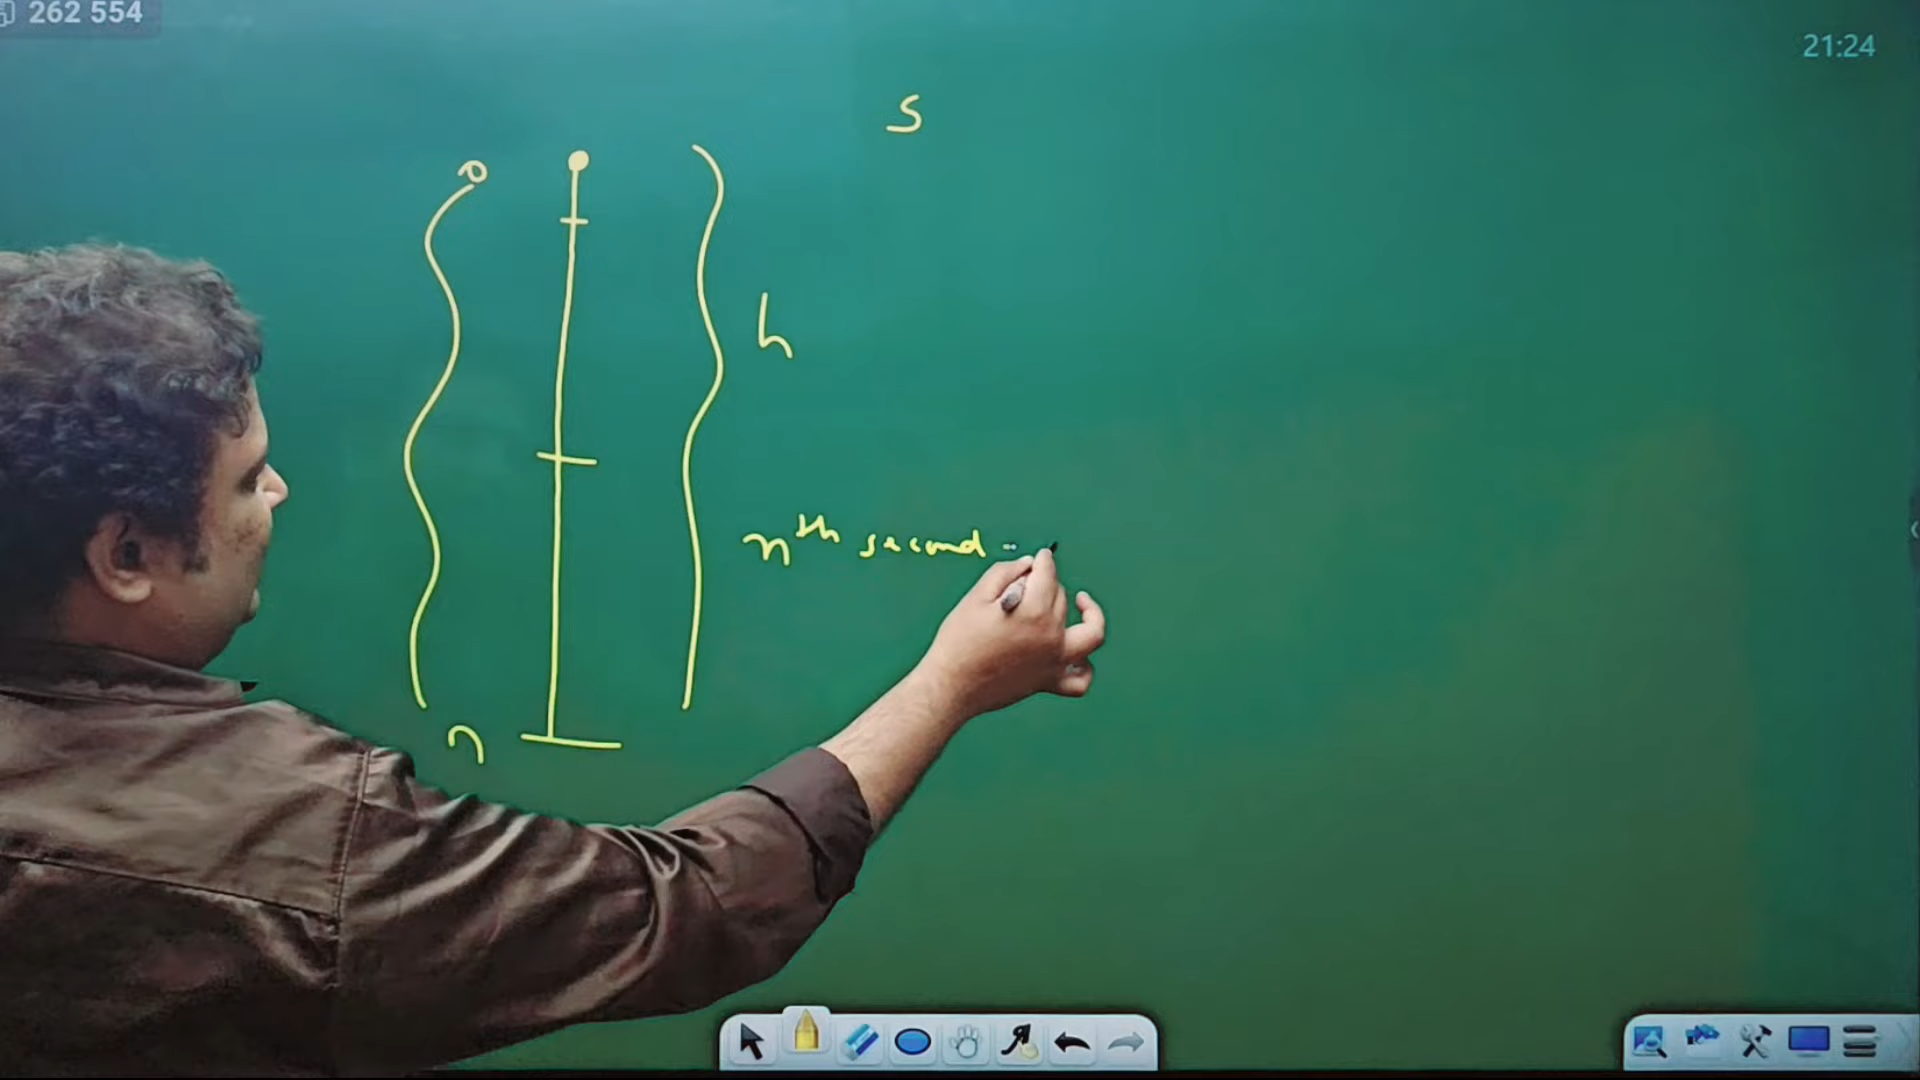 262 554
21:24
s
h
nth second =
n